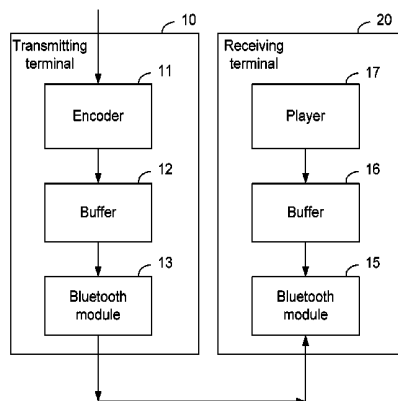 10
Transmitting
terminal
11
Encoder
12
Buffer
13
Bluetooth
module
20
Receiving
terminal
17
Player
16
Buffer
15
Bluetooth
module